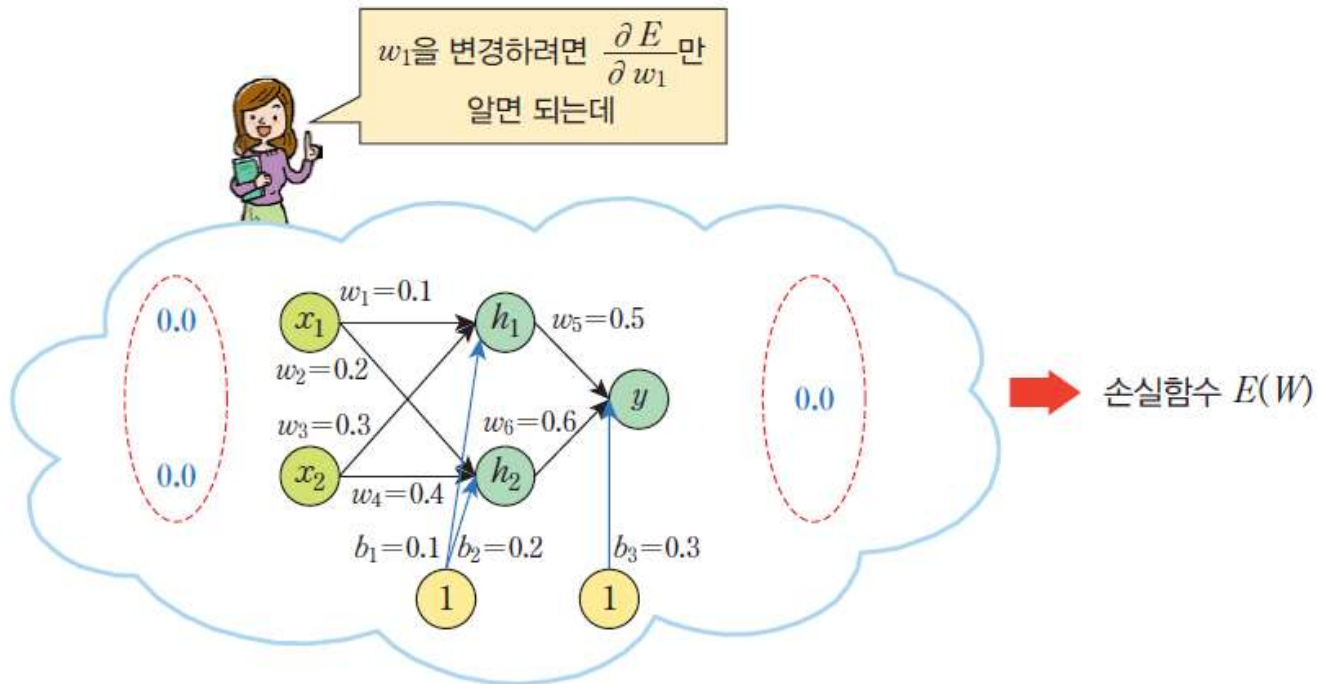 w₁을 변경하려면 ∂E/∂w₁만
알면 되는데
0.0
x₁
w₁=0.1
h₁
w₅=0.5
w₂=0.2
y
0.0
손실함수 E(W)
w₃=0.3
w₆=0.6
0.0
x₂
w₄=0.4
h₂
b₁=0.1
b₂=0.2
b₃=0.3
1
1